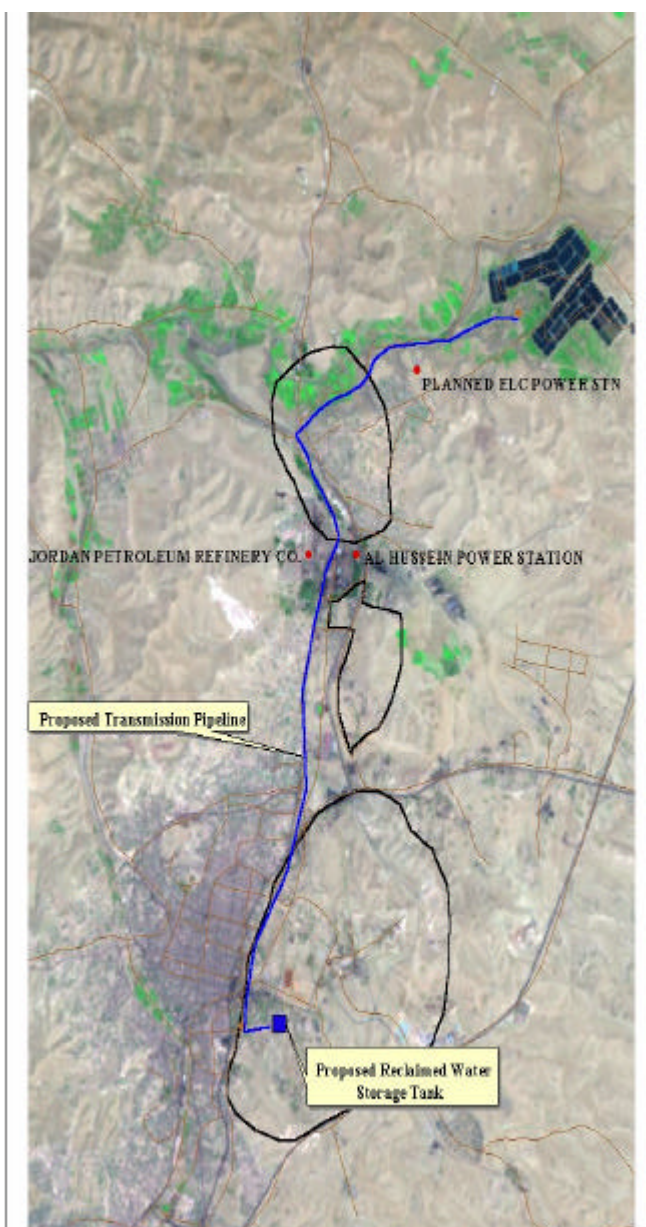 PLANNED ELC POWER STN
JORDAN PETROLEUM REFINERY CO.
AL HUSSEIN POWER STATION
Proposed Transmission Pipeline
Proposed Reclaimed Water
Storage Tank